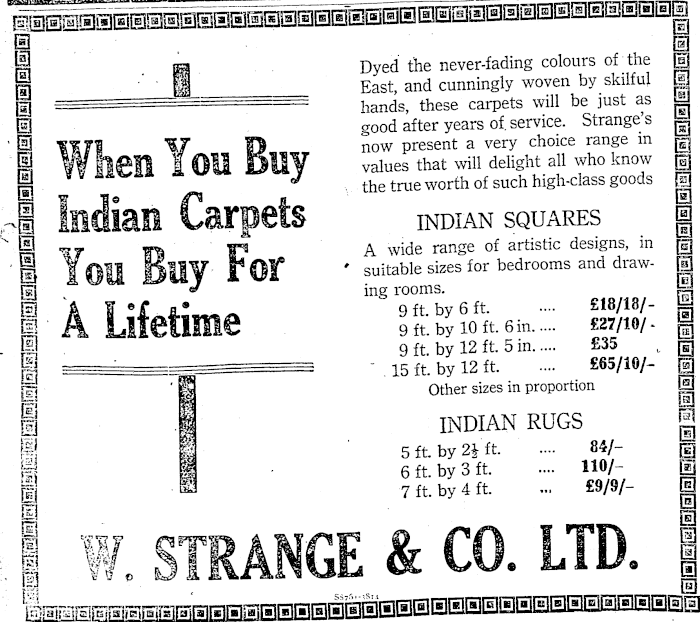 When You Buy
Indian Carpets
You Buy For
A Lifetime
Dyed the never-fading colours of the
East, and cunningly woven by skilful
hands, these carpets will be just as
good after years of service. Strange's
now present a very choice range in
values that will delight all who know
the true worth of such high-class goods
INDIAN SQUARES
A wide range of artistic designs, in
suitable sizes for bedrooms and draw-
ing rooms.
9 ft. by 6 ft. .... £18/18/-
9 ft. by 10 ft. 6 in. .... £27/10/-
9 ft. by 12 ft. 5 in. .... £35
15 ft. by 12 ft. .... £65/10/-
Other sizes in proportion
INDIAN RUGS
5 ft. by 2½ ft. .... 84/-
6 ft. by 3 ft. .... 110/-
7 ft. by 4 ft. ... £9/9/-
W. STRANGE & CO. LTD.